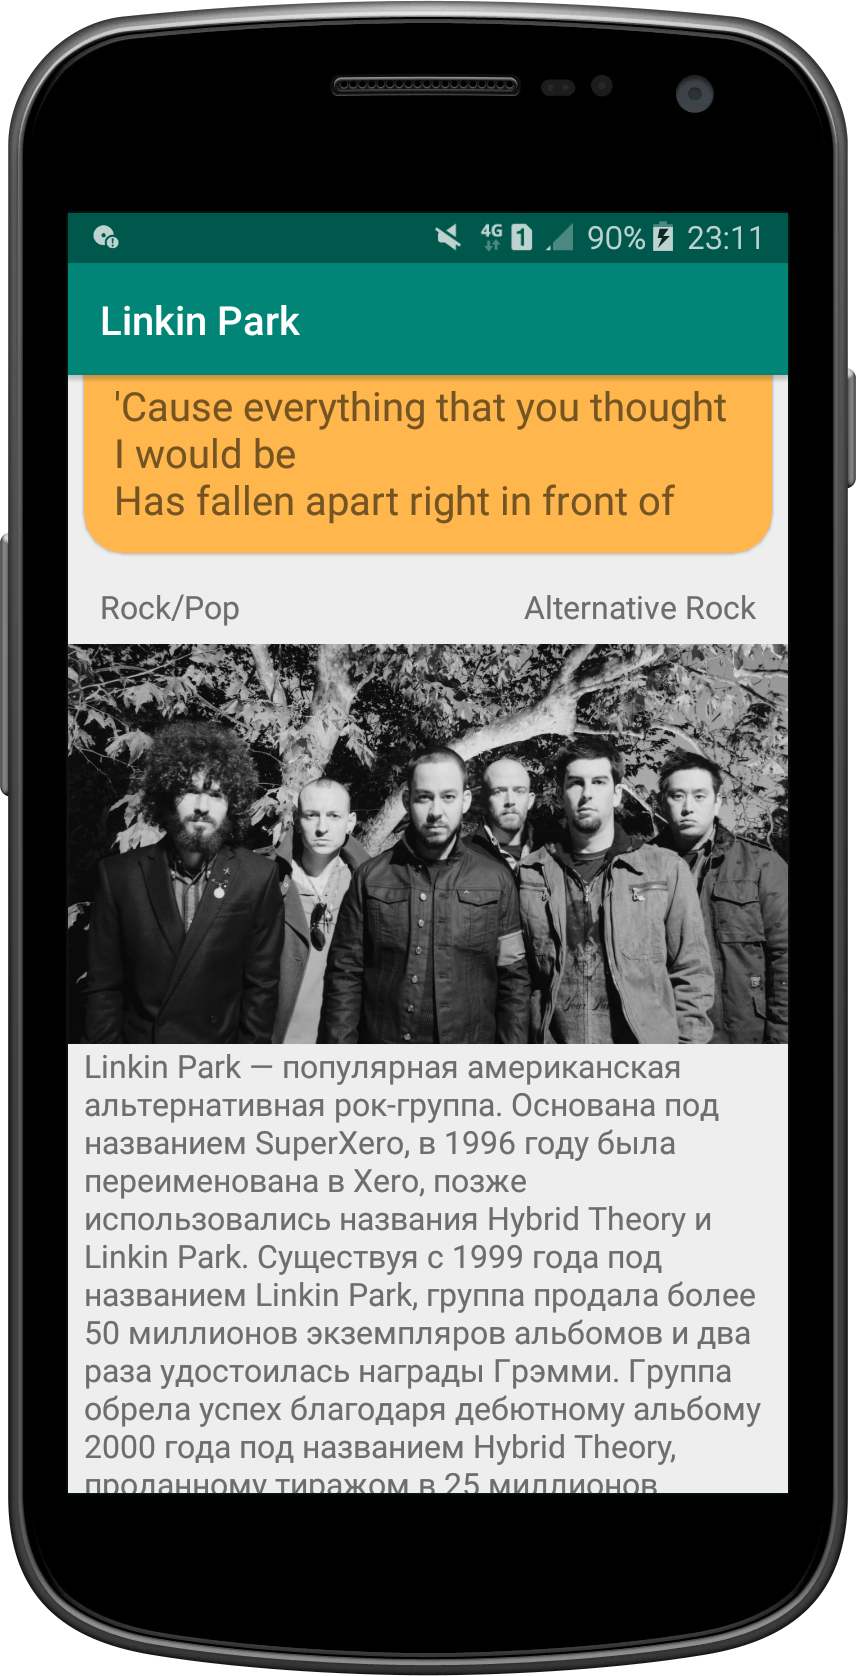 4G 1 90% 23:11
Linkin Park
'Cause everything that you thought
I would be
Has fallen apart right in front of
Rock/Pop Alternative Rock
Linkin Park — популярная американская
альтернативная рок-группа. Основана под
названием SuperXero, в 1996 году была
переименована в Xero, позже
использовались названия Hybrid Theory и
Linkin Park. Существуя с 1999 года под
названием Linkin Park, группа продала более
50 миллионов экземпляров альбомов и два
раза удостоилась награды Грэмми. Группа
обрела успех благодаря дебютному альбому
2000 года под названием Hybrid Theory,
проданному тиражом в 25 миллионов